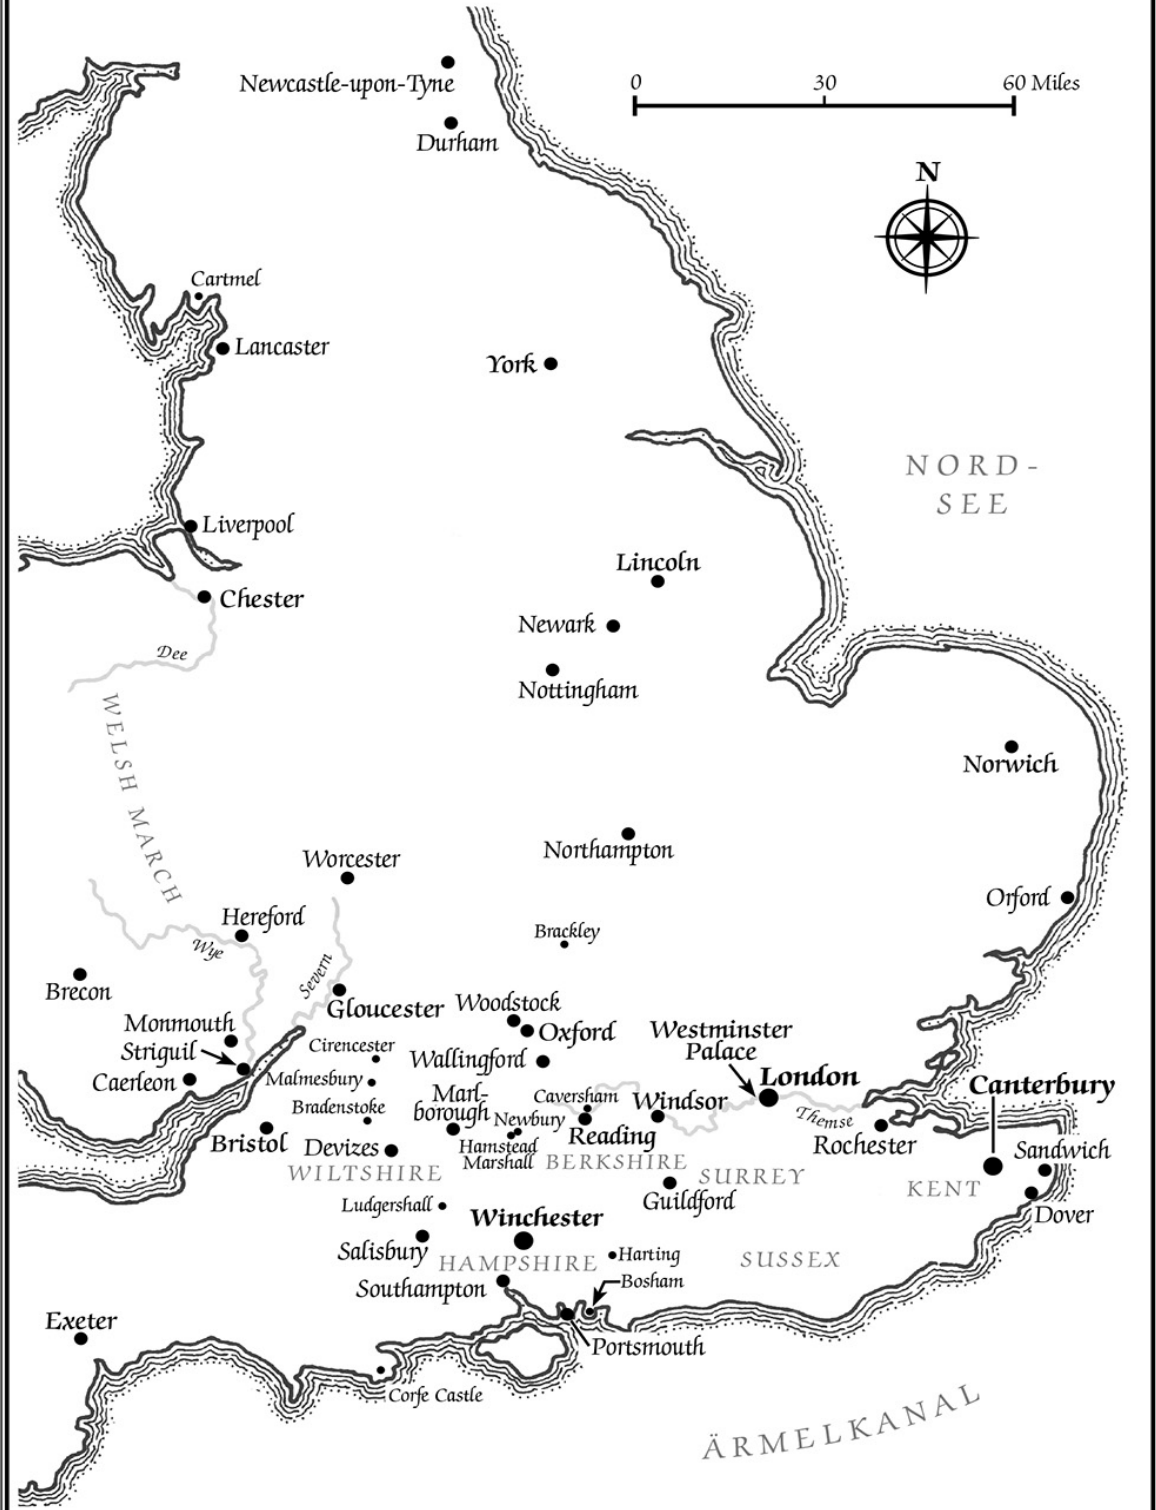 Newcastle-upon-Tyne
0 30 60 Miles
Durham
N
Cartmel
Lancaster
York
NORD-
SEE
Liverpool
Lincoln
Chester
Newark
Dee
Nottingham
WELSH MARCH
Norwich
Northampton
Worcester
Orford
Hereford
Brackley
Wye
Severn
Brecon
Gloucester
Woodstock
Monmouth
Oxford
Westminster
Palace
Striguil
Cirencester
Wallingford
Caerleon
Malmesbury
London
Canterbury
Marl-
borough
Caversham
Windsor
Bradenstoke
Newbury
Themse
Bristol
Devizes
Hamstead
Marshall
Reading
Rochester
Sandwich
WILTSHIRE
BERKSHIRE
SURREY
KENT
Ludgershall
Guildford
Dover
Winchester
Salisbury
HAMPSHIRE
Harting
SUSSEX
Southampton
Bosham
Exeter
Portsmouth
Corfe Castle
ÄRMELKANAL